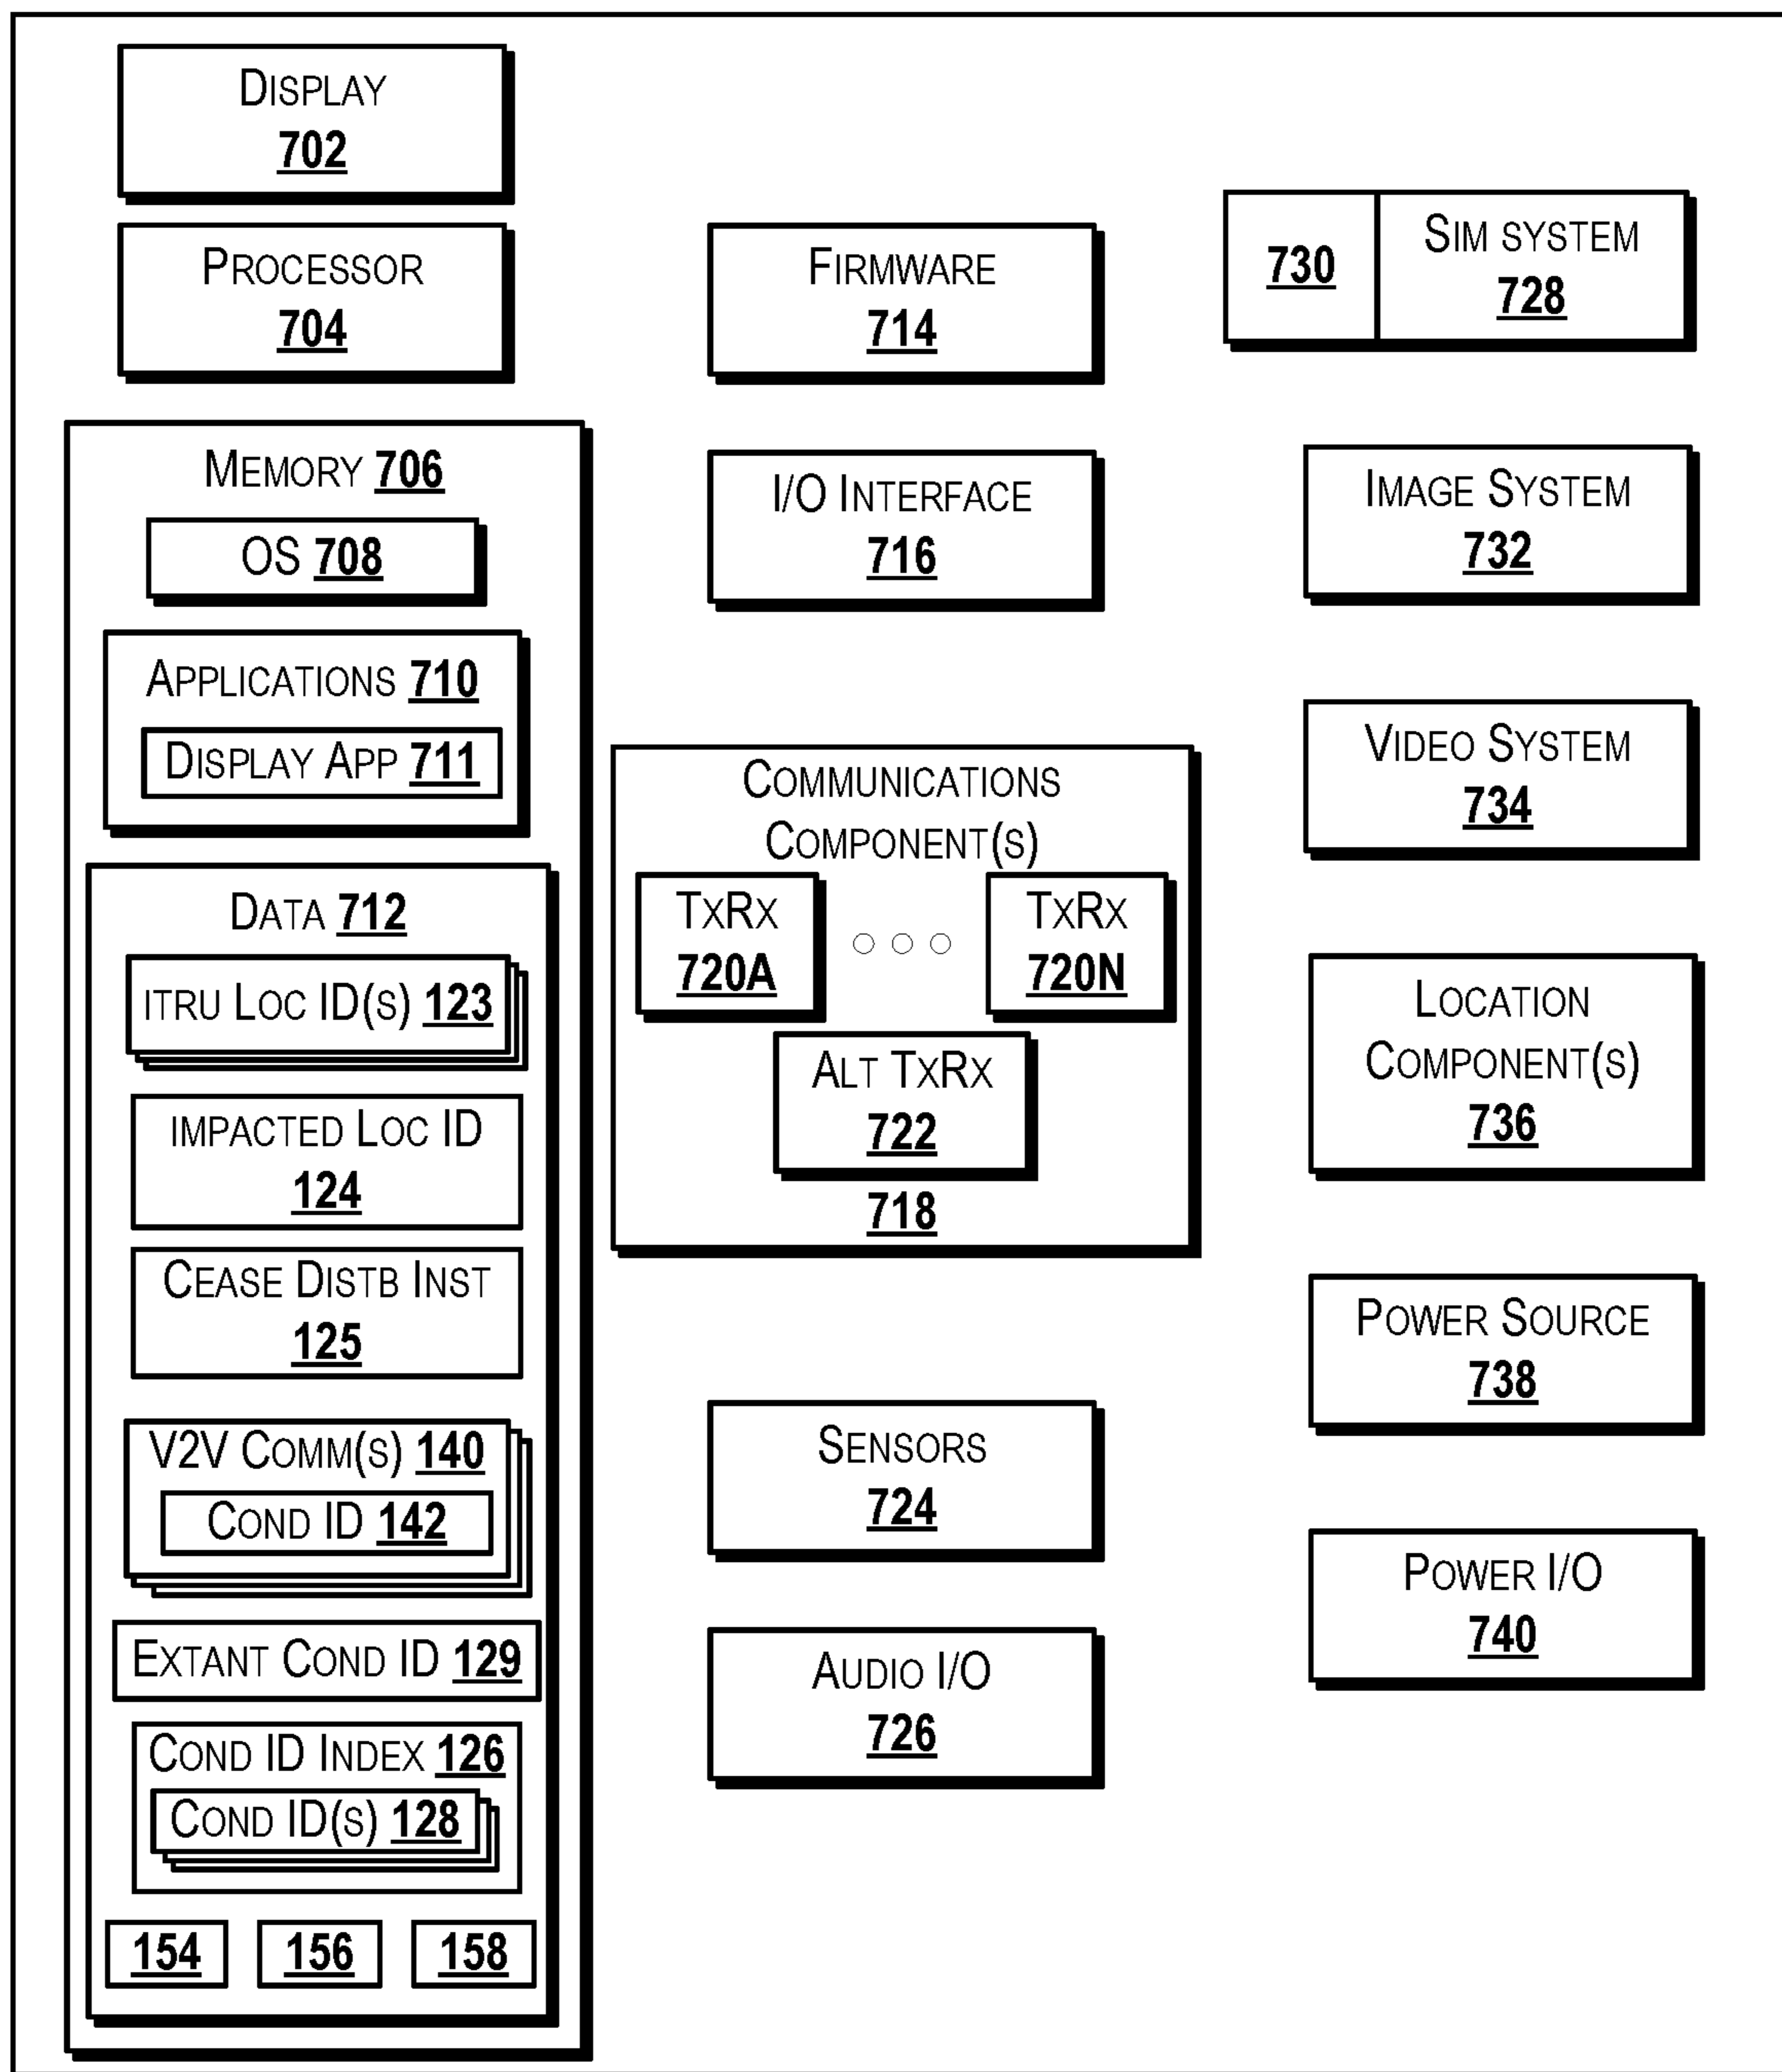 DISPLAY
702
PROCESSOR
704
MEMORY 706
OS 708
APPLICATIONS 710
DISPLAY APP 711
DATA 712
ITRU LOC ID(S) 123
IMPACTED LOC ID
124
CEASE DISTB INST
125
V2V COMM(S) 140
COND ID 142
EXTANT COND ID 129
COND ID INDEX 126
COND ID(S) 128
154 156 158
FIRMWARE
714
I/O INTERFACE
716
COMMUNICATIONS
COMPONENT(S)
TXRX
720A
TXRX
720N
ALT TXRX
722
718
SENSORS
724
AUDIO I/O
726
730
SIM SYSTEM
728
IMAGE SYSTEM
732
VIDEO SYSTEM
734
LOCATION
COMPONENT(S)
736
POWER SOURCE
738
POWER I/O
740